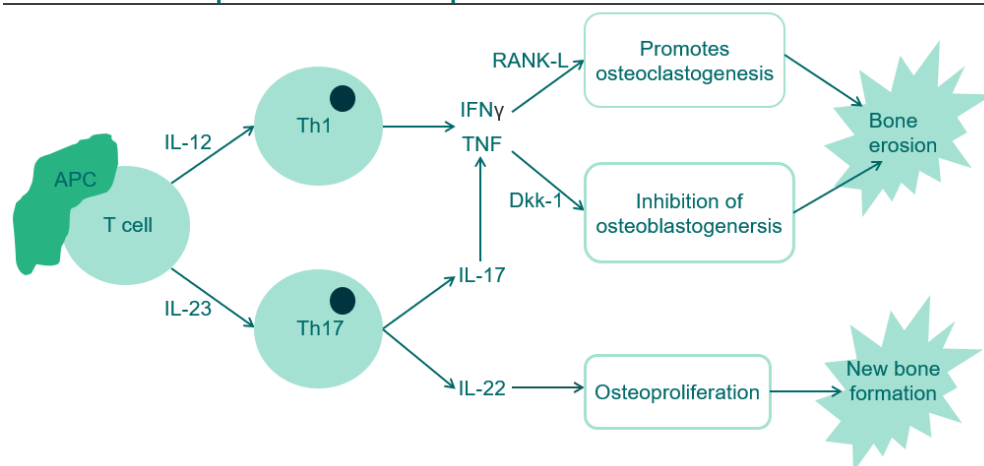 APC
T cell
IL-12
IL-23
Th1
Th17
IFNγ
TNF
IL-17
IL-22
RANK-L
Dkk-1
Promotes
osteoclastogenesis
Inhibition of
osteoblastogenersis
Osteoproliferation
Bone
erosion
New bone
formation